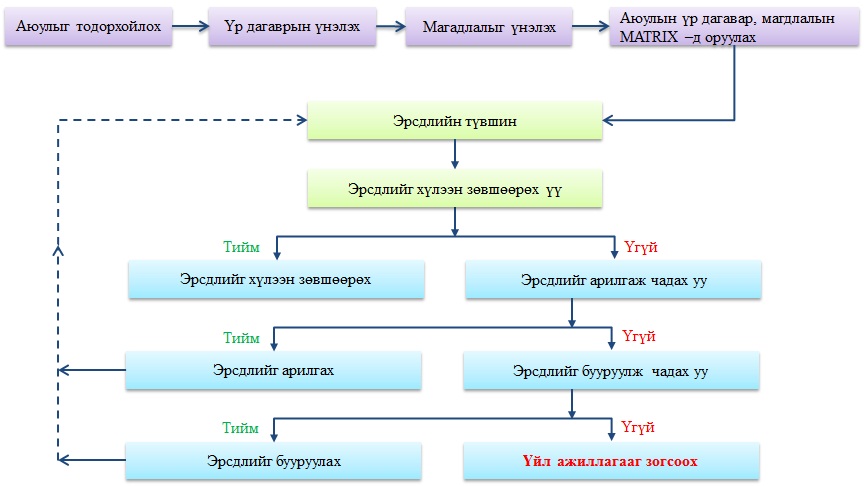 Аюулыг тодорхойлох
Үр дагаврын үнэлэх
Магадлалыг үнэлэх
Аюулын үр дагавар, магдлалын
MATRIX –д оруулах
Эрсдлийн түвшин
Эрсдлийг хүлээн зөвшөөрөх үү
Тийм
Үгүй
Эрсдлийг хүлээн зөвшөөрөх
Эрсдлийг арилгаж чадах уу
Тийм
Үгүй
Эрсдлийг арилгах
Эрсдлийг бууруулж чадах уу
Тийм
Үгүй
Эрсдлийг бууруулах
Үйл ажиллагааг зогсоох